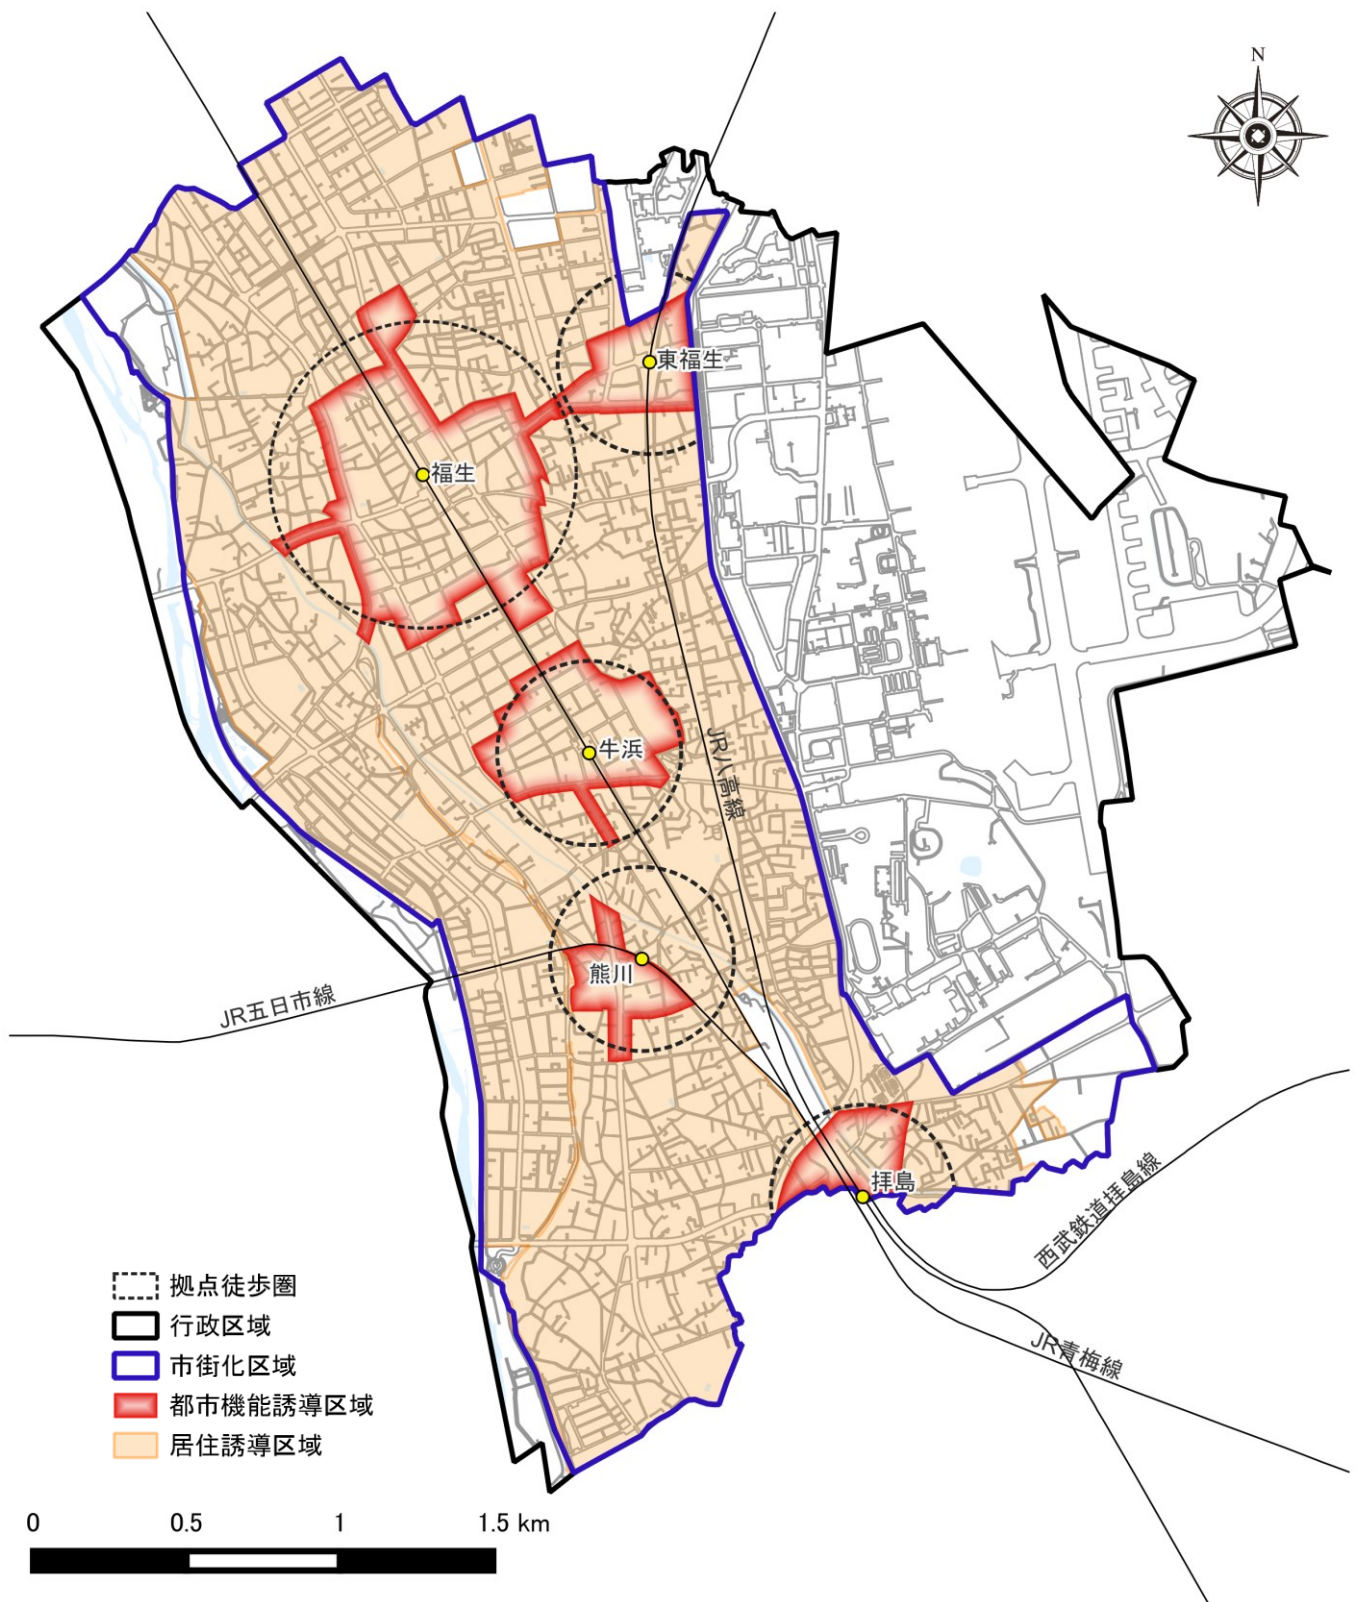 N
東福生
福生
牛浜
JR八高線
熊川
JR五日市線
拝島
西武鉄道拝島線
JR青梅線
拠点徒歩圏
行政区域
市街化区域
都市機能誘導区域
居住誘導区域
0 0.5 1 1.5 km